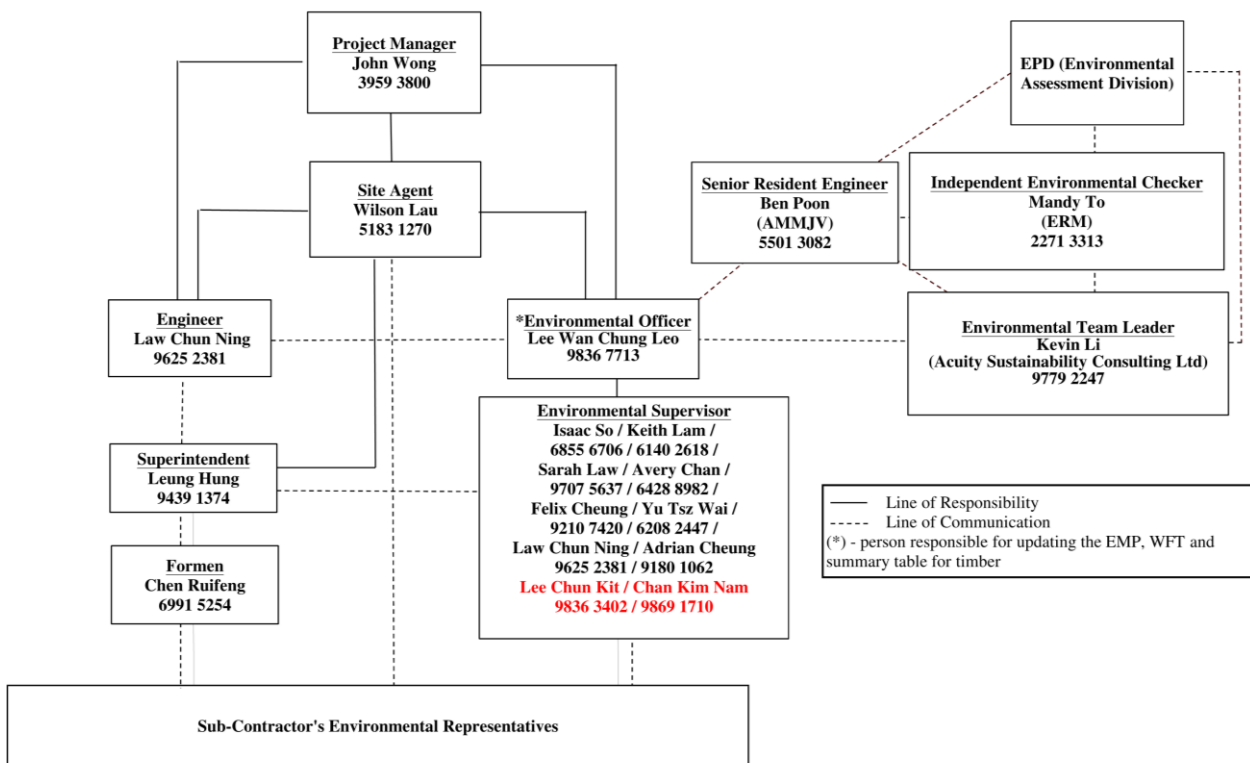 Project Manager
John Wong
3959 3800
EPD (Environmental
Assessment Division)
Site Agent
Wilson Lau
5183 1270
Senior Resident Engineer
Ben Poon
(AMMJV)
5501 3082
Independent Environmental Checker
Mandy To
(ERM)
2271 3313
Engineer
Law Chun Ning
9625 2381
*Environmental Officer
Lee Wan Chung Leo
9836 7713
Environmental Team Leader
Kevin Li
(Acuity Sustainability Consulting Ltd)
9779 2247
Environmental Supervisor
Isaac So / Keith Lam /
6855 6706 / 6140 2618 /
Sarah Law / Avery Chan /
9707 5637 / 6428 8982 /
Felix Cheung / Yu Tsz Wai /
9210 7420 / 6208 2447 /
Law Chun Ning / Adrian Cheung
9625 2381 / 9180 1062
Lee Chun Kit / Chan Kim Nam
9836 3402 / 9869 1710
Superintendent
Leung Hung
9439 1374
Formen
Chen Ruifeng
6991 5254
Line of Responsibility
Line of Communication
(*) - person responsible for updating the EMP, WFT and
summary table for timber
Sub-Contractor's Environmental Representatives